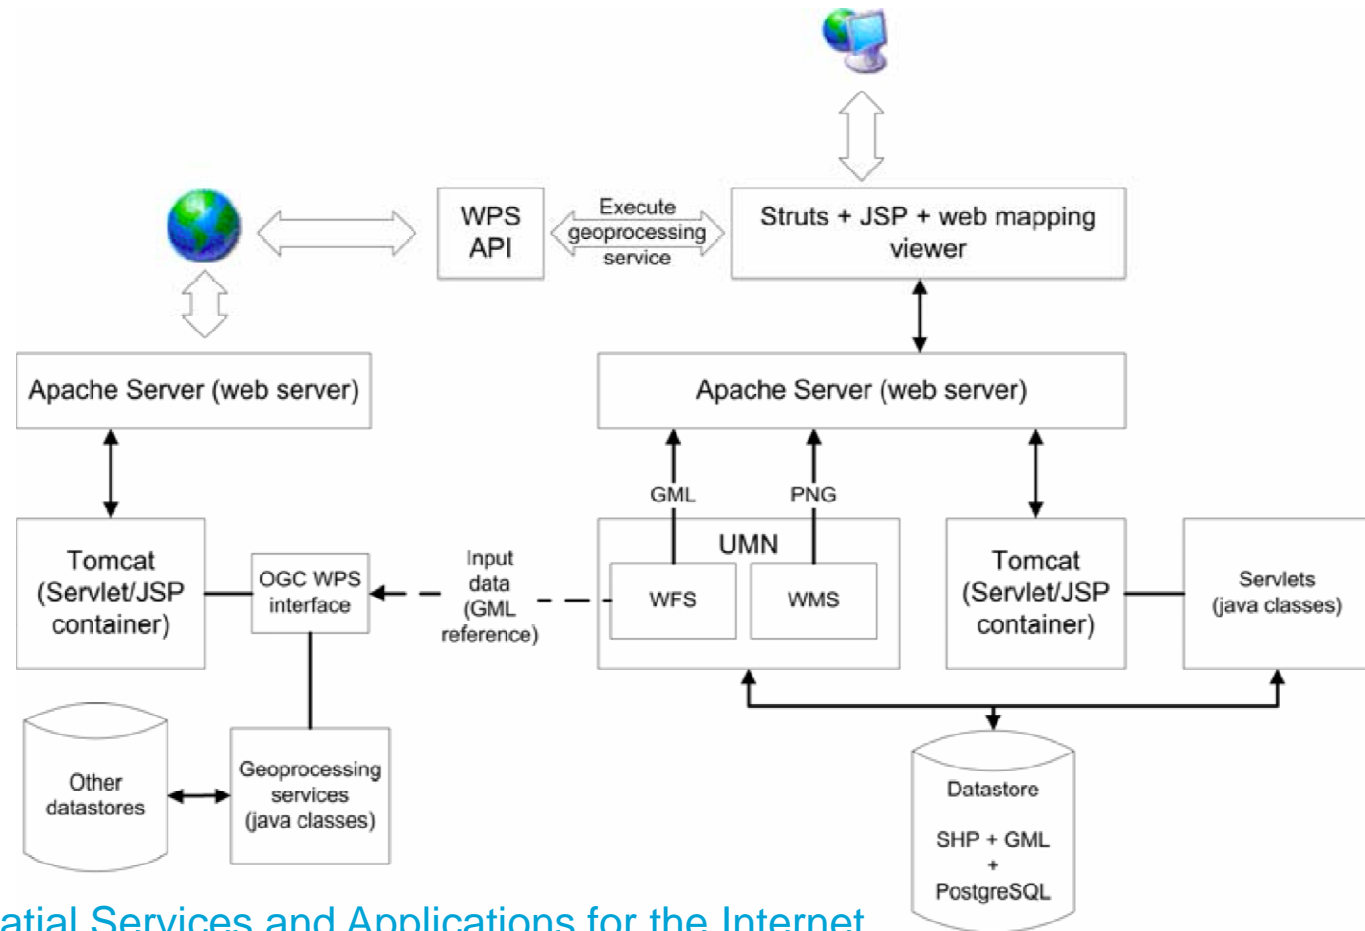 WPS
API
Execute
geoprocessing
service
Struts + JSP + web mapping
viewer
Apache Server (web server)
Apache Server (web server)
GML
PNG
Tomcat
(Servlet/JSP
container)
OGC WPS
interface
Input
data
(GML
reference)
UMN
WFS
WMS
Tomcat
(Servlet/JSP
container)
Servlets
(java classes)
Other
datastores
Geoprocessing
services
(java classes)
Datastore
SHP + GML
+
PostgreSQL
atial Services and Applications for the Internet